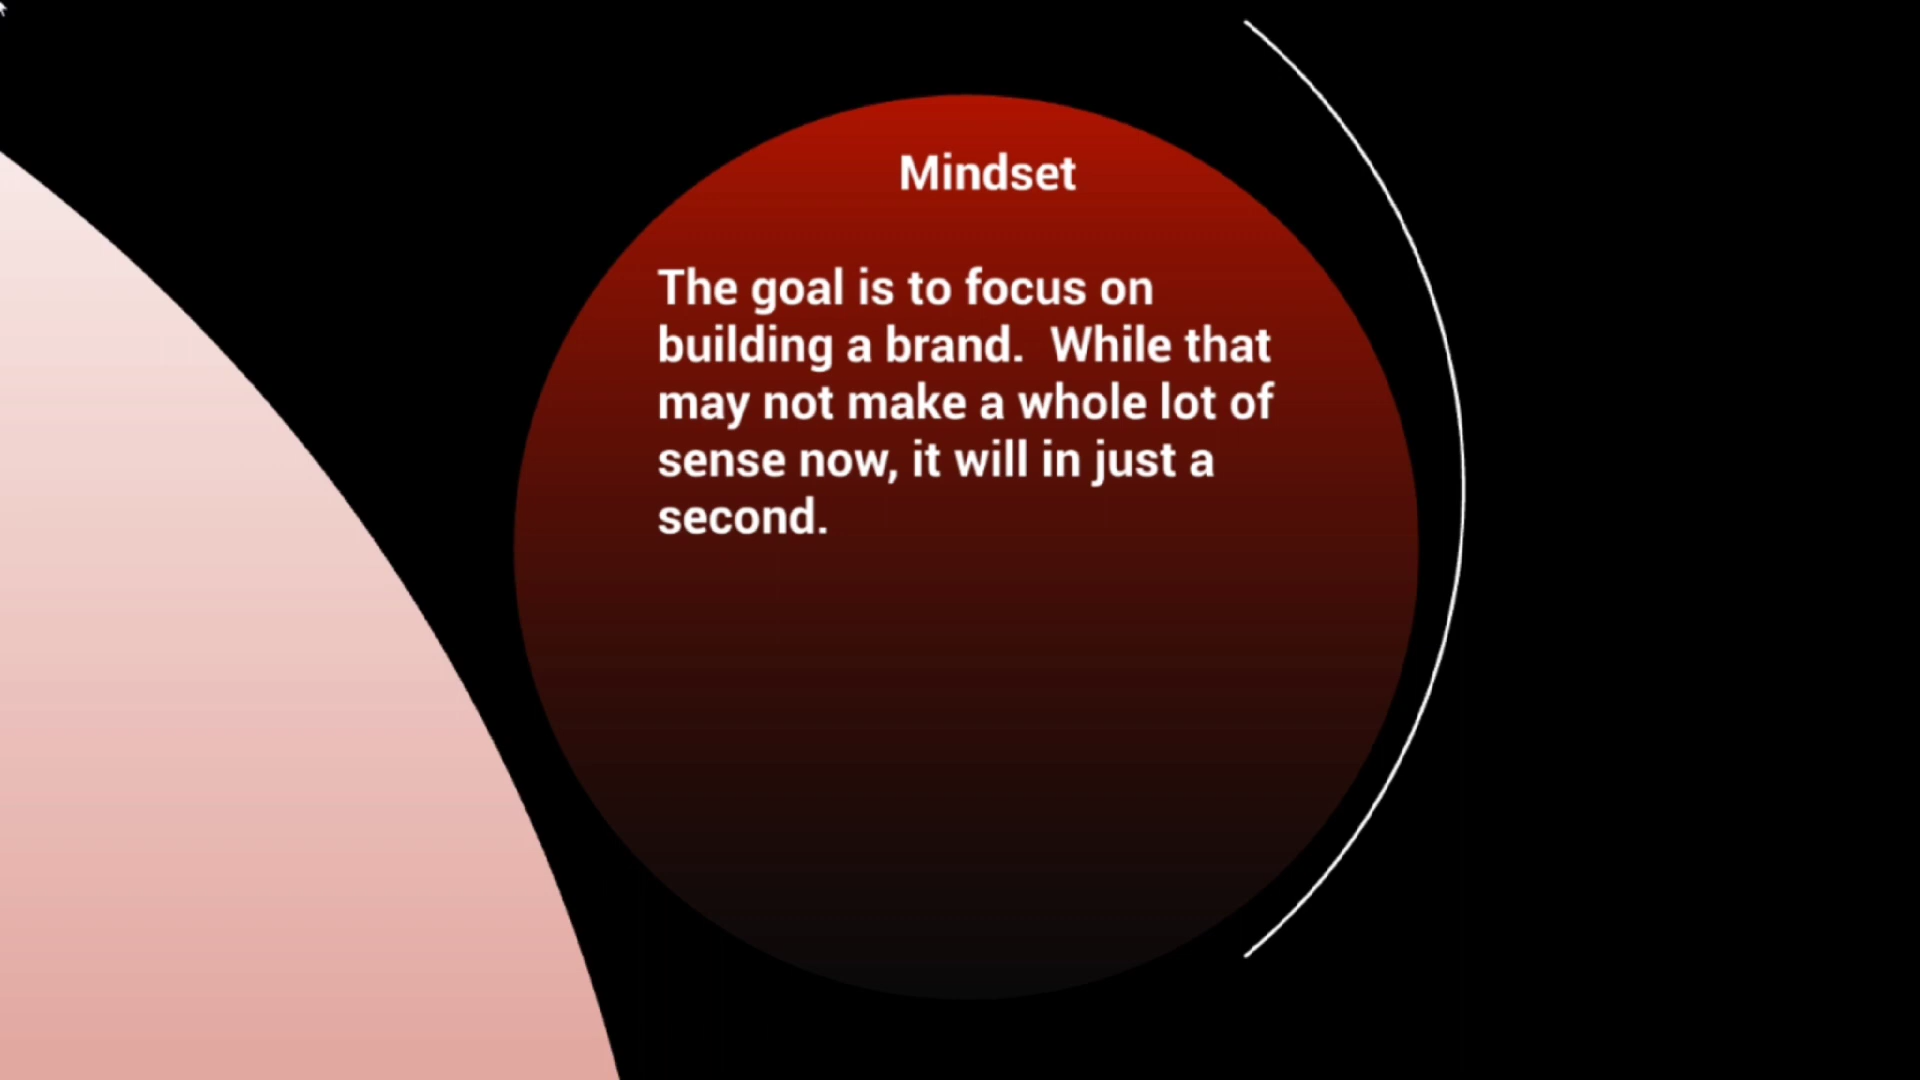 Mindset
The goal is to focus on
building a brand.  While that
may not make a whole lot of
sense now, it will in just a
second.